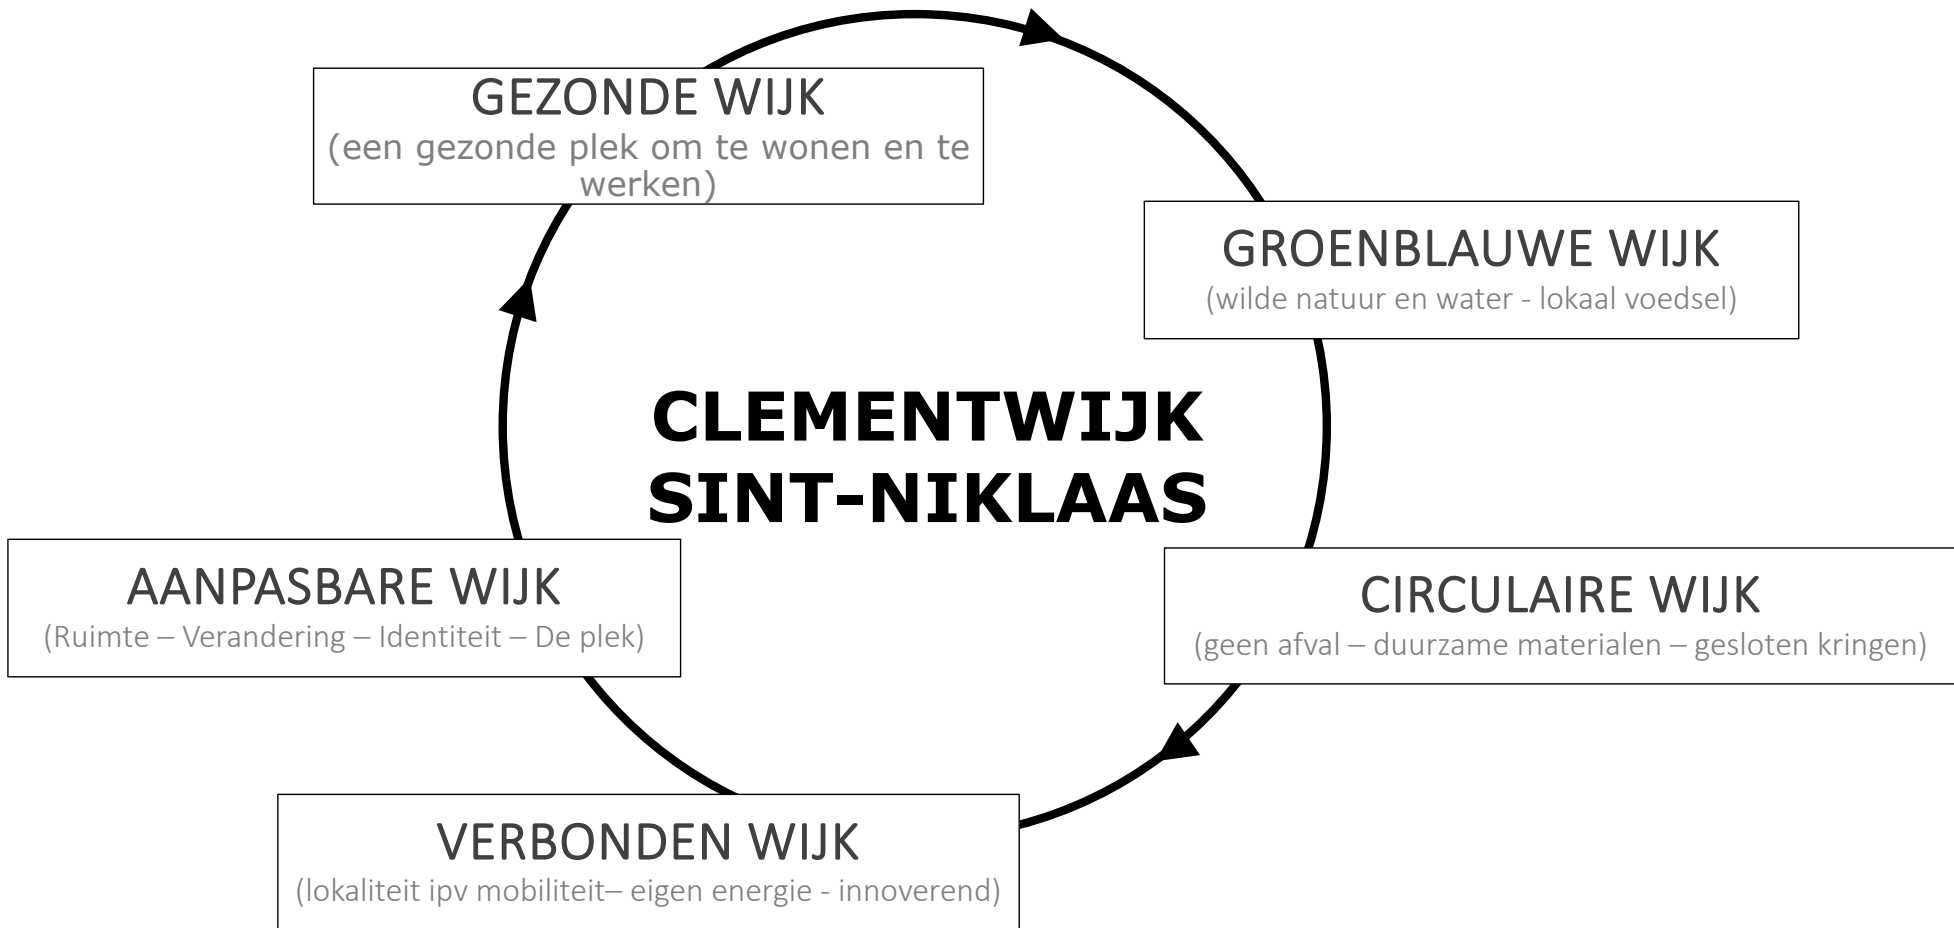 GEZONDE WIJK
(een gezonde plek om te wonen en te
werken)
GROENBLAUWE WIJK
(wilde natuur en water - lokaal voedsel)
CLEMENTWIJK
SINT-NIKLAAS
AANPASBARE WIJK
(Ruimte – Verandering – Identiteit – De plek)
CIRCULAIRE WIJK
(geen afval – duurzame materialen – gesloten kringen)
VERBONDEN WIJK
(lokaliteit ipv mobiliteit– eigen energie - innoverend)